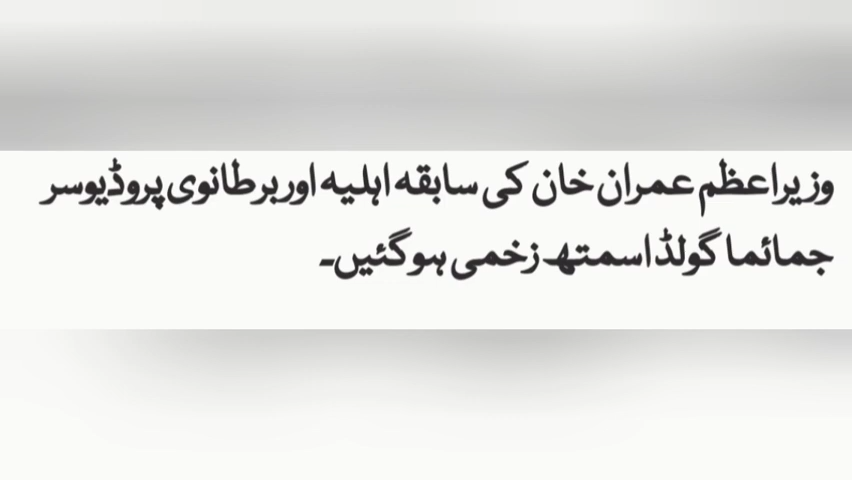 وزیراعظم عمران خان کی سابقہ اہلیہ اور برطانوی پروڈیوسر
جمائما گولڈ اسمتھ زخمی ہوگئیں۔